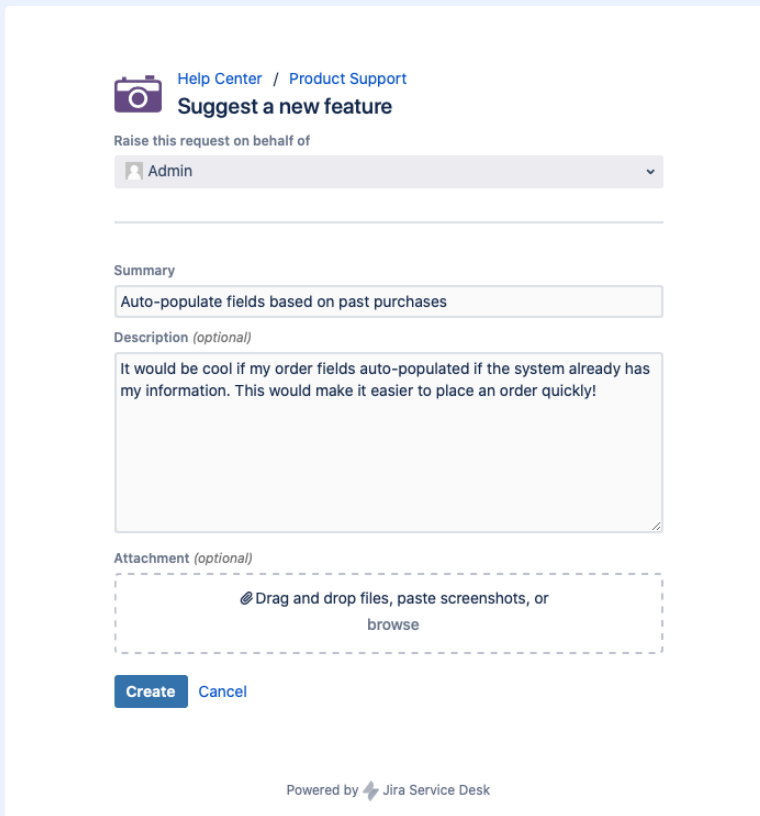 Help Center / Product Support
Suggest a new feature
Raise this request on behalf of
Admin
Summary
Auto-populate fields based on past purchases
Description (optional)
It would be cool if my order fields auto-populated if the system already has
my information. This would make it easier to place an order quickly!
Attachment (optional)
Drag and drop files, paste screenshots, or
browse
Create Cancel
Powered by Jira Service Desk